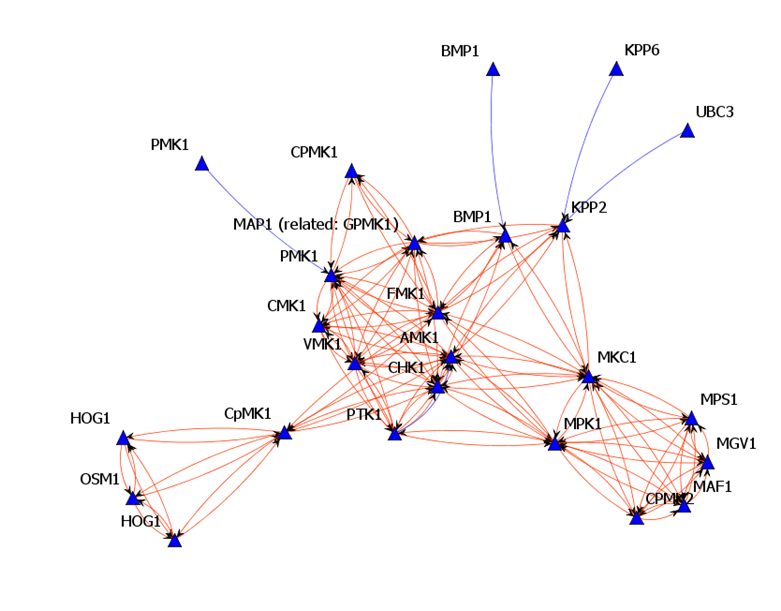 BMP1
KPP6
UBC3
PMK1
CPMK1
KPP2
BMP1
MAP1 (related: GPMK1)
PMK1
FMK1
CMK1
AMK1
VMK1
MKC1
CHK1
MPS1
HOG1
CpMK1
PTK1
MPK1
MGV1
OSM1
MAF1
CPMK2
HOG1